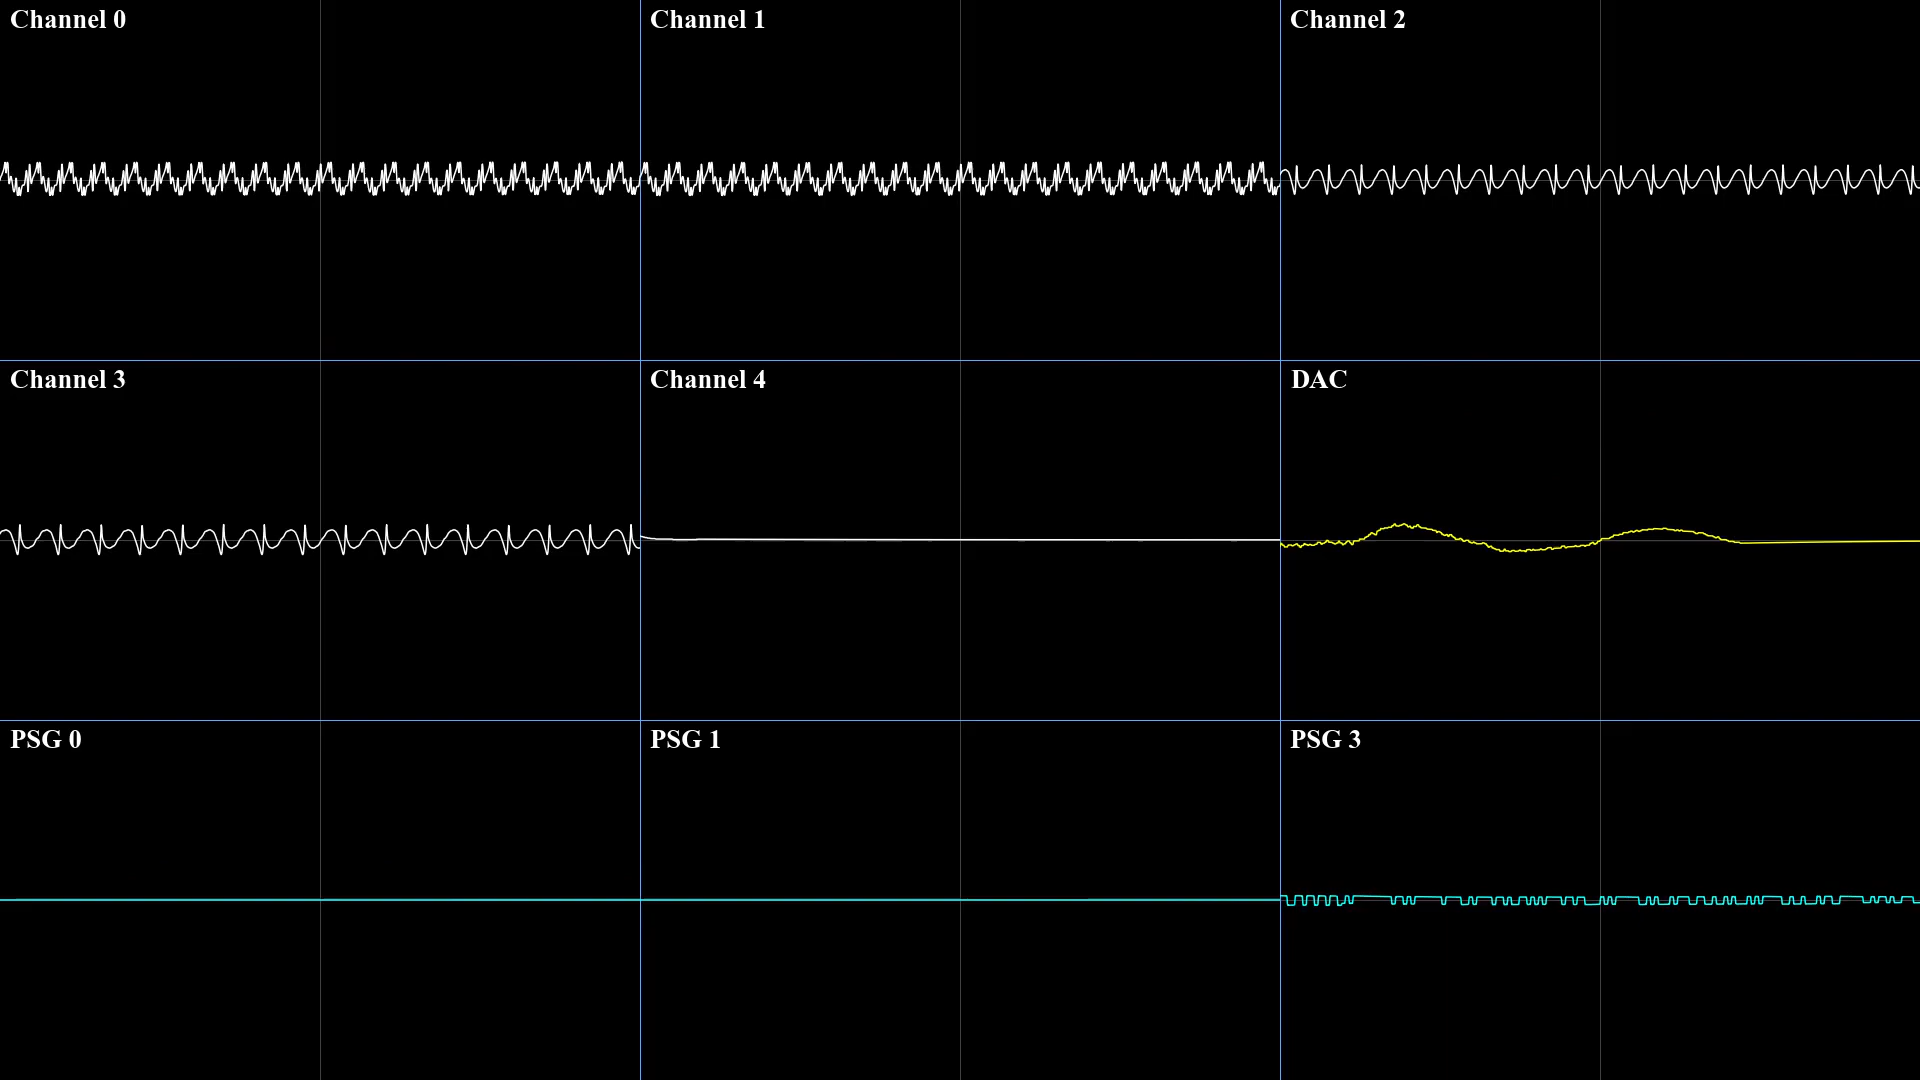 Channel 0
Channel 1
Channel 2
Channel 3
Channel 4
DAC
PSG 0
PSG 1
PSG 3